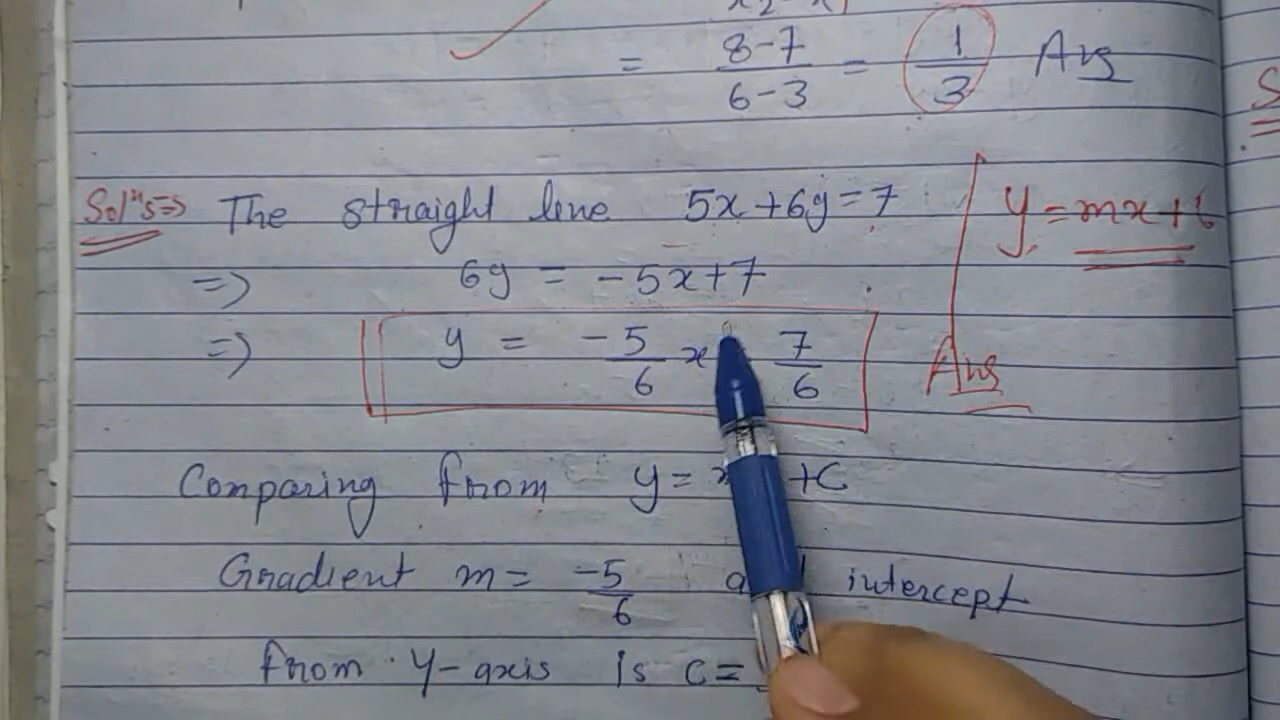 = 8-7/6-3 = 1/3 Ans
Solⁿ5⇒ The straight line 5x+6y=7 y=mx+c
⇒ 6y = -5x+7
⇒ y = -5/6 x 7/6 Ans
Comparing from y= +c
Gradient m= -5/6 intercept
from y-axis is c=